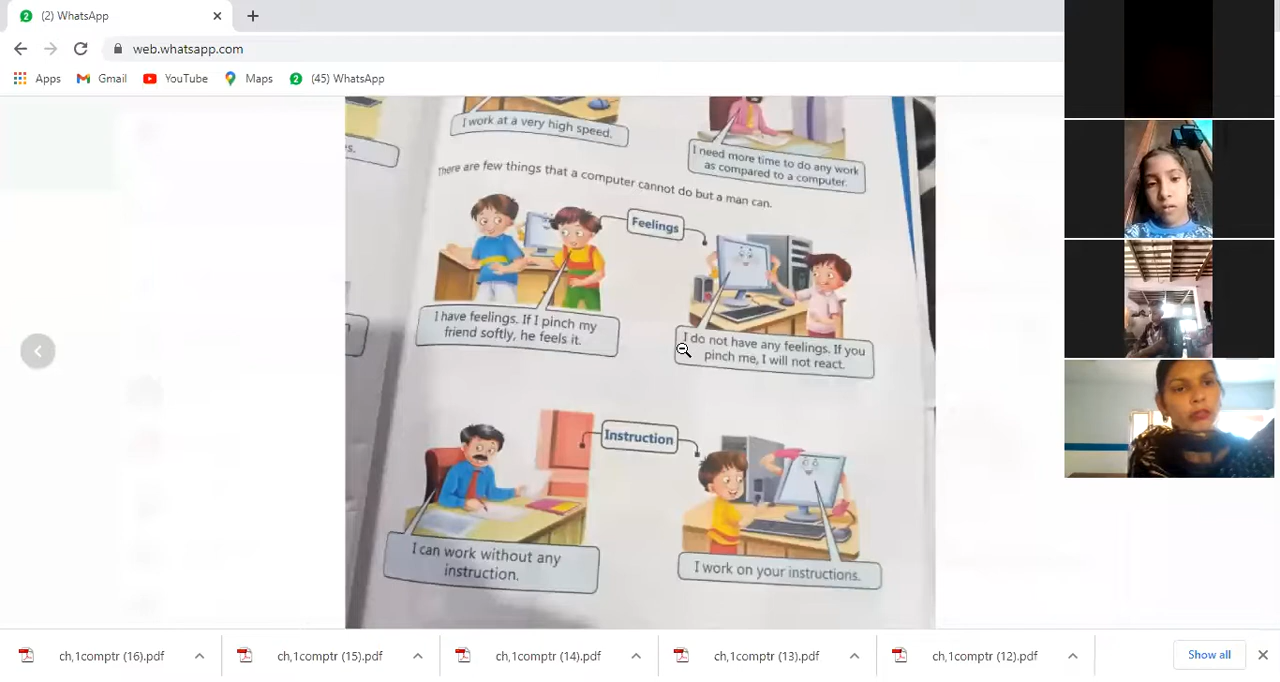 (2) WhatsApp
web.whatsapp.com
Apps Gmail YouTube Maps (45) WhatsApp
s.
I work at a very high speed.
I need more time to do any work
as compared to a computer.
There are few things that a computer cannot do but a man can.
Feelings
I have feelings. If I pinch my
friend softly, he feels it.
I do not have any feelings. If you
pinch me, I will not react.
Instruction
I can work without any
instruction.
I work on your instructions.
ch,1comptr (16).pdf
ch,1comptr (15).pdf
ch,1comptr (14).pdf
ch,1comptr (13).pdf
ch,1comptr (12).pdf
Show all